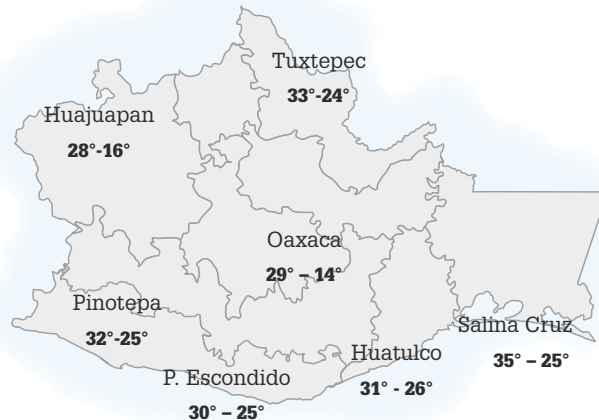 Tuxtepec
33°-24°
Huajuapan
28°-16°
Oaxaca
29° – 14°
Pinotepa
32°-25°
Salina Cruz
35° – 25°
Huatulco
31° - 26°
P. Escondido
30° – 25°